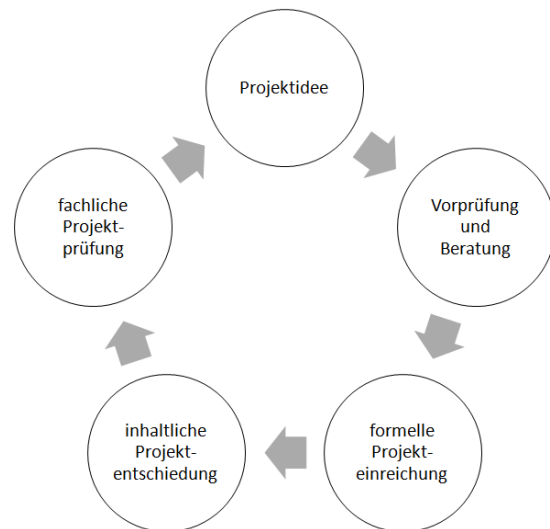 Projektidee
Vorprüfung
und
Beratung
formelle
Projekt-
einreichung
inhaltliche
Projekt-
entschiedung
fachliche
Projekt-
prüfung